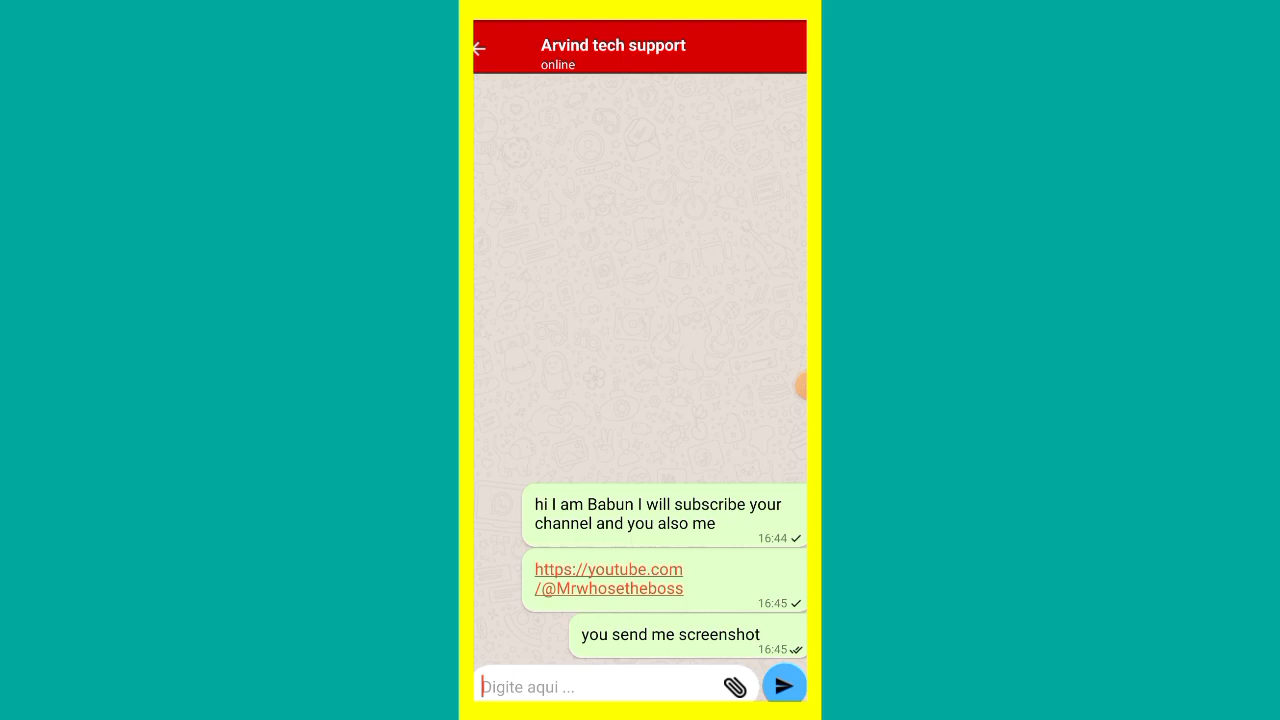 Arvind tech support
online
hi I am Babun I will subscribe your
channel and you also me
16:44
https://youtube.com
/@Mrwhosetheboss
16:45
you send me screenshot
16:45
Digite aqui ...